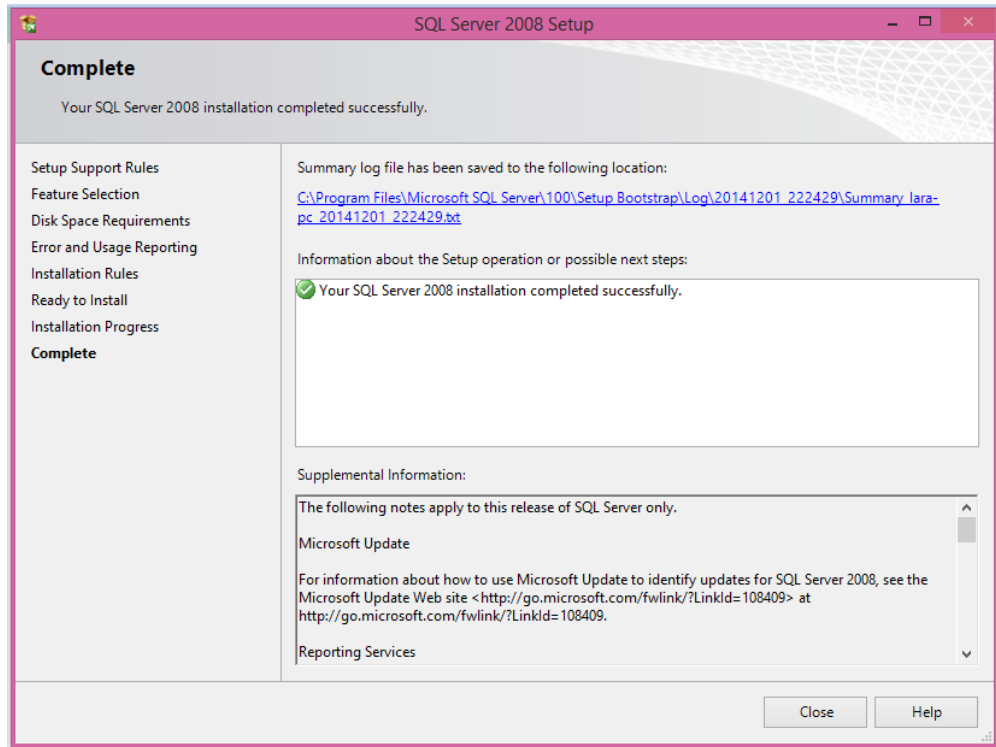 SQL Server 2008 Setup
Complete
Your SQL Server 2008 installation completed successfully.
Setup Support Rules
Feature Selection
Disk Space Requirements
Error and Usage Reporting
Installation Rules
Ready to Install
Installation Progress
Complete
Summary log file has been saved to the following location:
C:\Program Files\Microsoft SQL Server\100\Setup Bootstrap\Log\20141201_222429\Summary_lara-
pc_20141201_222429.txt
Information about the Setup operation or possible next steps:
Your SQL Server 2008 installation completed successfully.
Supplemental Information:
The following notes apply to this release of SQL Server only.
Microsoft Update
For information about how to use Microsoft Update to identify updates for SQL Server 2008, see the
Microsoft Update Web site <http://go.microsoft.com/fwlink/?LinkId=108409> at
http://go.microsoft.com/fwlink/?LinkId=108409.
Reporting Services
Close
Help